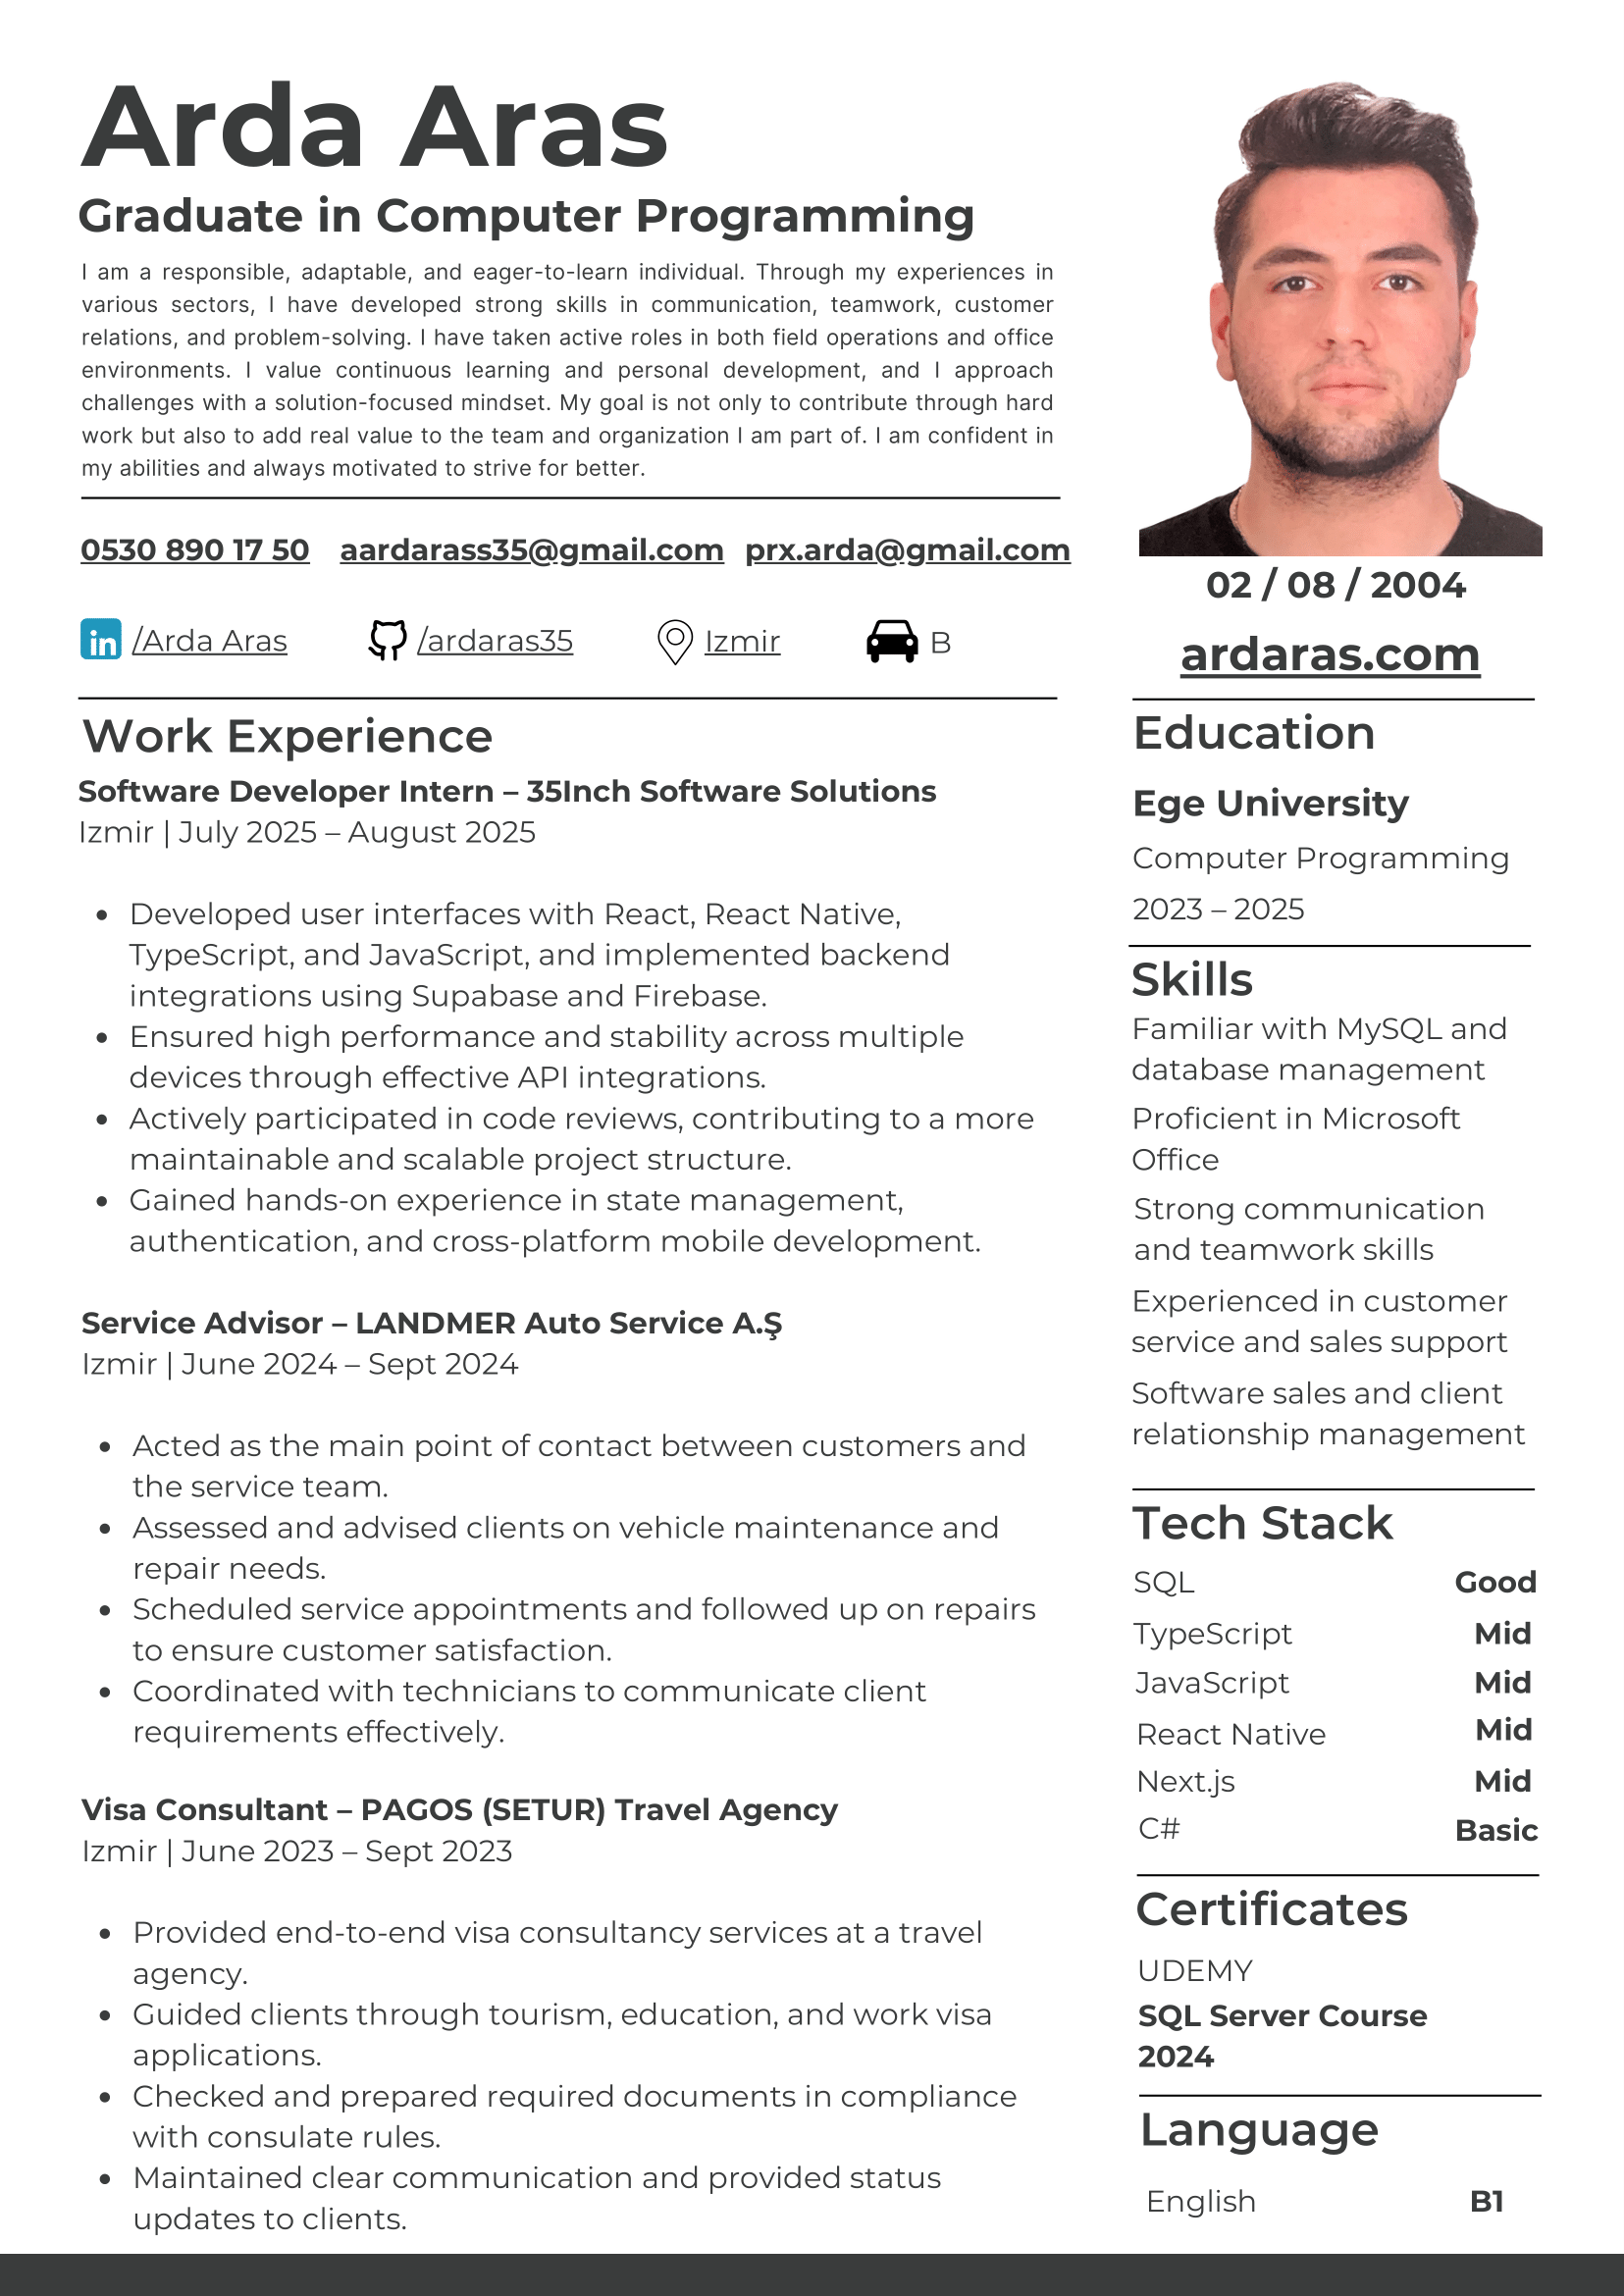 Arda Aras
Graduate in Computer Programming
I am a responsible, adaptable, and eager-to-learn individual. Through my experiences in
various sectors, I have developed strong skills in communication, teamwork, customer
relations, and problem-solving. I have taken active roles in both field operations and office
environments. I value continuous learning and personal development, and I approach
challenges with a solution-focused mindset. My goal is not only to contribute through hard
work but also to add real value to the team and organization I am part of. I am confident in
my abilities and always motivated to strive for better.
0530 890 17 50 aardarass35@gmail.com prx.arda@gmail.com
in /Arda Aras /ardaras35 Izmir B
Work Experience
Software Developer Intern – 35Inch Software Solutions
Izmir | July 2025 – August 2025
• Developed user interfaces with React, React Native,
TypeScript, and JavaScript, and implemented backend
integrations using Supabase and Firebase.
• Ensured high performance and stability across multiple
devices through effective API integrations.
• Actively participated in code reviews, contributing to a more
maintainable and scalable project structure.
• Gained hands-on experience in state management,
authentication, and cross-platform mobile development.
Service Advisor – LANDMER Auto Service A.Ş
Izmir | June 2024 – Sept 2024
• Acted as the main point of contact between customers and
the service team.
• Assessed and advised clients on vehicle maintenance and
repair needs.
• Scheduled service appointments and followed up on repairs
to ensure customer satisfaction.
• Coordinated with technicians to communicate client
requirements effectively.
Visa Consultant – PAGOS (SETUR) Travel Agency
Izmir | June 2023 – Sept 2023
• Provided end-to-end visa consultancy services at a travel
agency.
• Guided clients through tourism, education, and work visa
applications.
• Checked and prepared required documents in compliance
with consulate rules.
• Maintained clear communication and provided status
updates to clients.
02 / 08 / 2004
ardaras.com
Education
Ege University
Computer Programming
2023 – 2025
Skills
Familiar with MySQL and
database management
Proficient in Microsoft
Office
Strong communication
and teamwork skills
Experienced in customer
service and sales support
Software sales and client
relationship management
Tech Stack
SQL Good
TypeScript Mid
JavaScript Mid
React Native Mid
Next.js Mid
C# Basic
Certificates
UDEMY
SQL Server Course
2024
Language
English B1